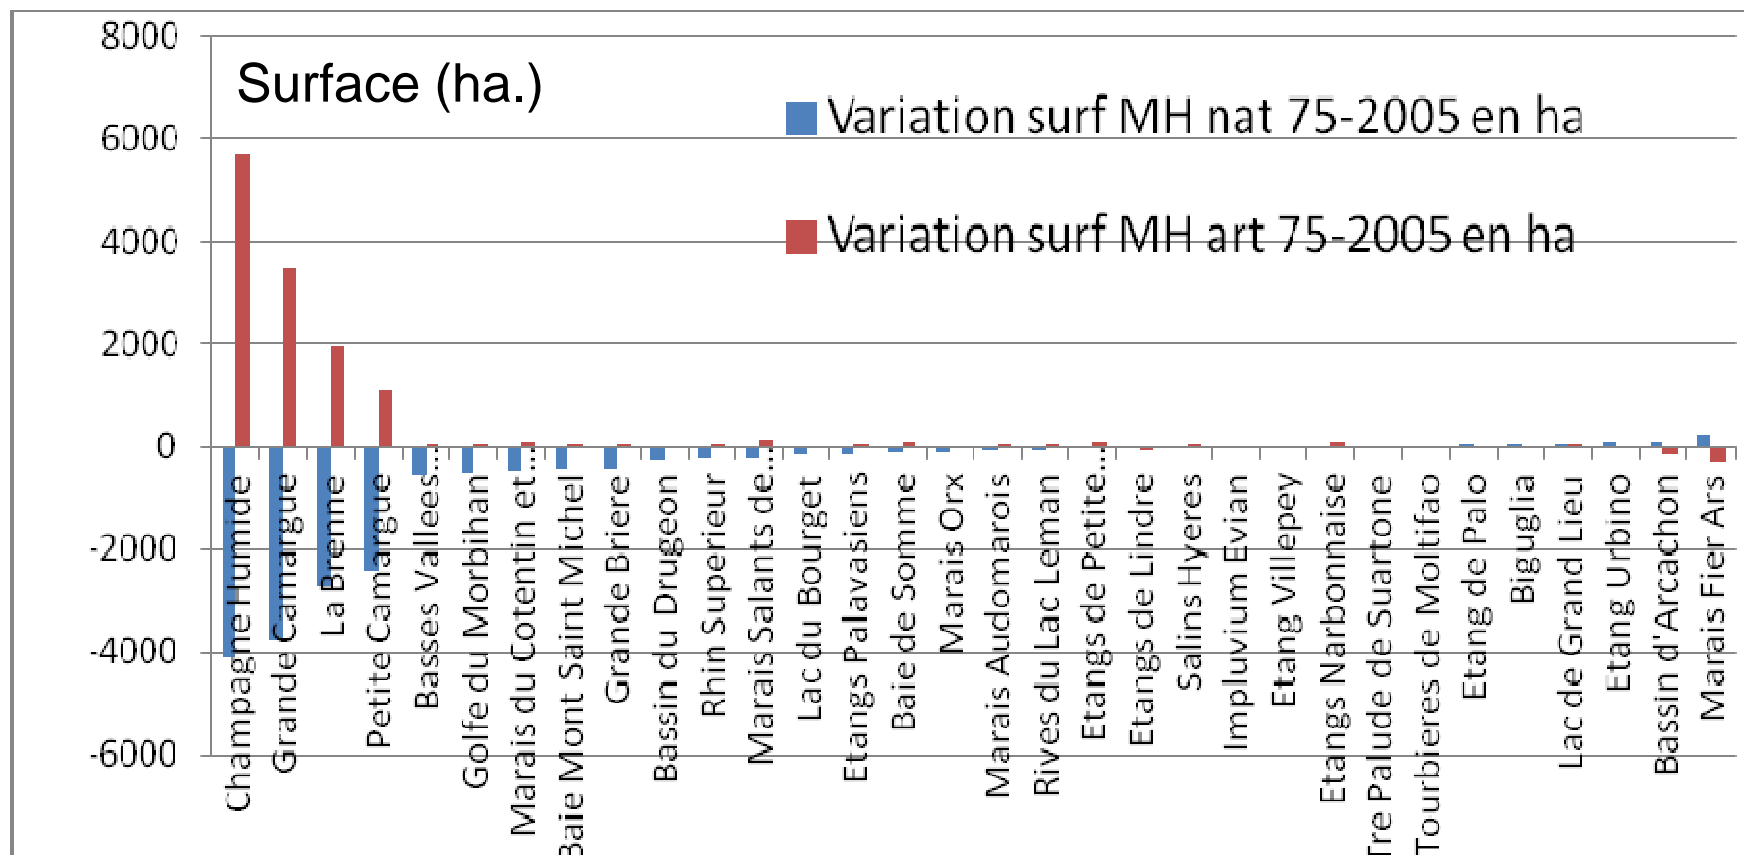 8000
Surface (ha.)
Variation surf MH nat 75-2005 en ha
6000
Variation surf MH art 75-2005 en ha
4000
2000
0
-2000
-4000
-6000
Champagne Humide
Grande Camargue
La Brenne
Petite Camargue
Basses Vallees...
Golfe du Morbihan
Marais du Cotentin et...
Baie Mont Saint Michel
Grande Briere
Bassin du Drugeon
Rhin Superieur
Marais Salants de...
Lac du Bourget
Etangs Palavasiens
Baie de Somme
Marais Orx
Marais Audomarois
Rives du Lac Leman
Etangs de Petite...
Etangs de Lindre
Salins Hyeres
Impluvium Evian
Etang Villepey
Etangs Narbonnaise
Tre Palude de Suartone
Tourbieres de Moltifao
Etang de Palo
Biguglia
Lac de Grand Lieu
Etang Urbino
Bassin d'Arcachon
Marais Fier Ars